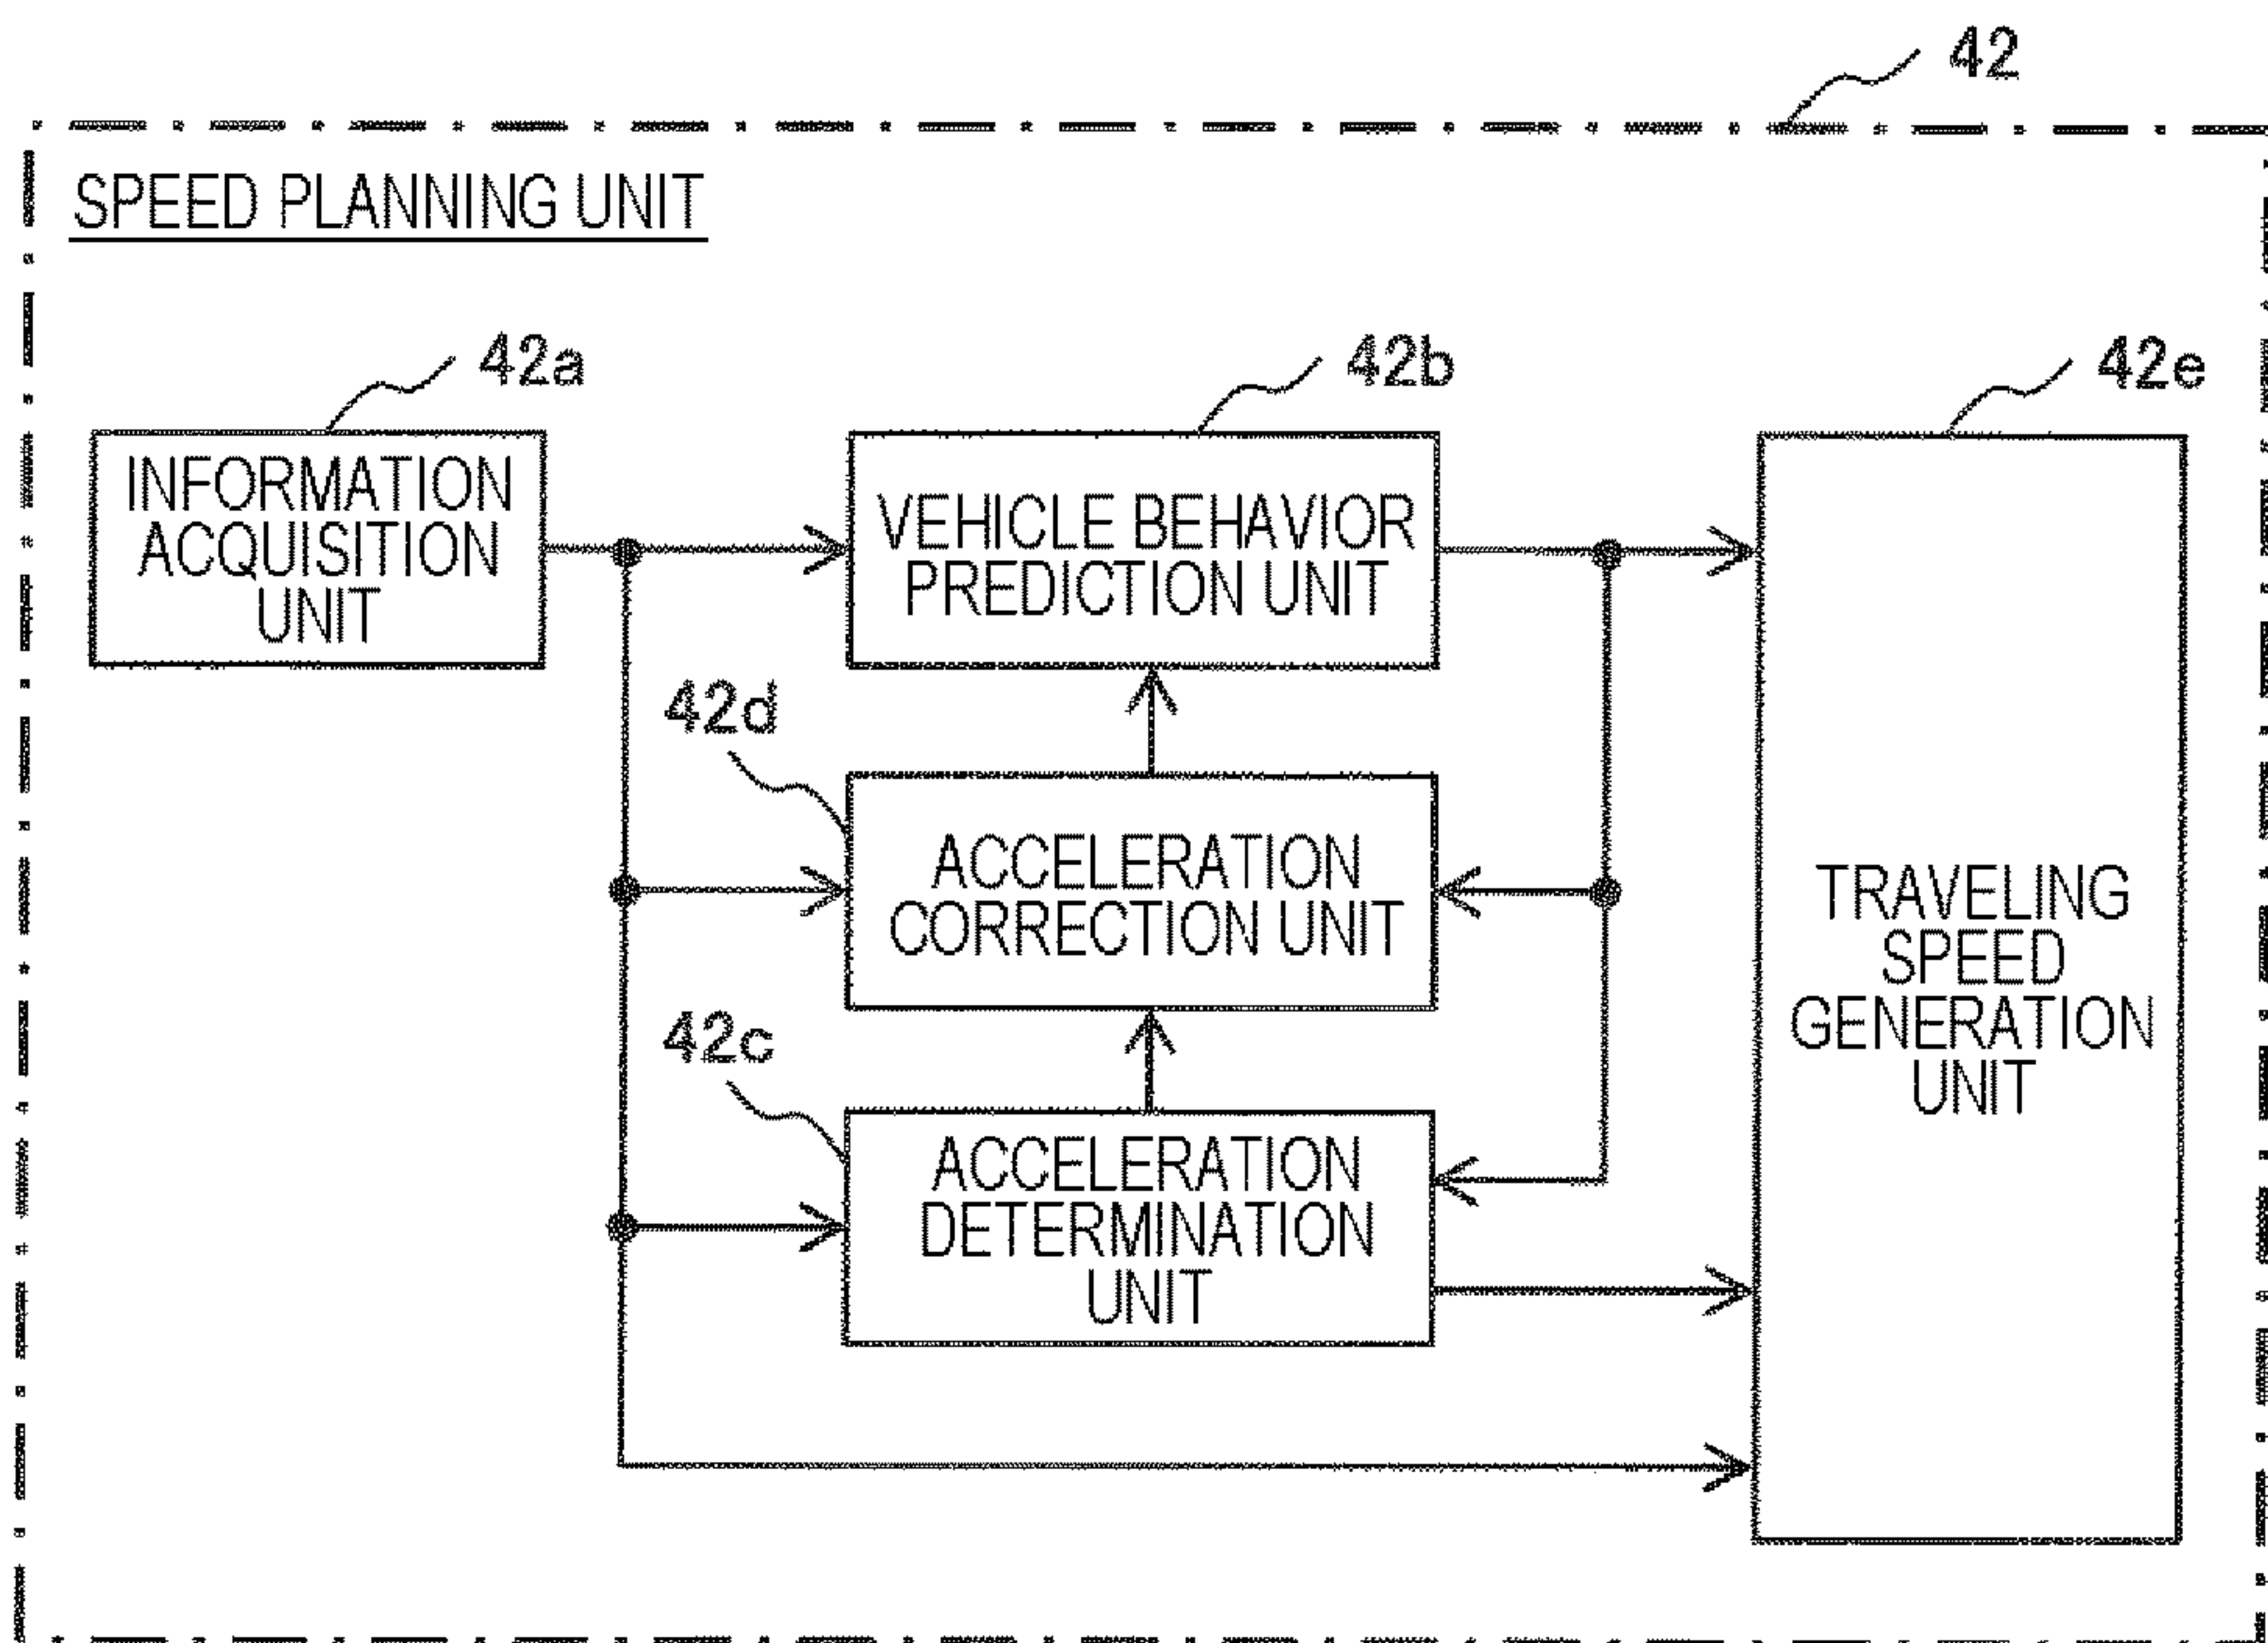 42
SPEED PLANNING UNIT
42a
42b
42e
INFORMATION
ACQUISITION
UNIT
VEHICLE BEHAVIOR
PREDICTION UNIT
42d
ACCELERATION
CORRECTION UNIT
TRAVELING
SPEED
GENERATION
UNIT
42c
ACCELERATION
DETERMINATION
UNIT